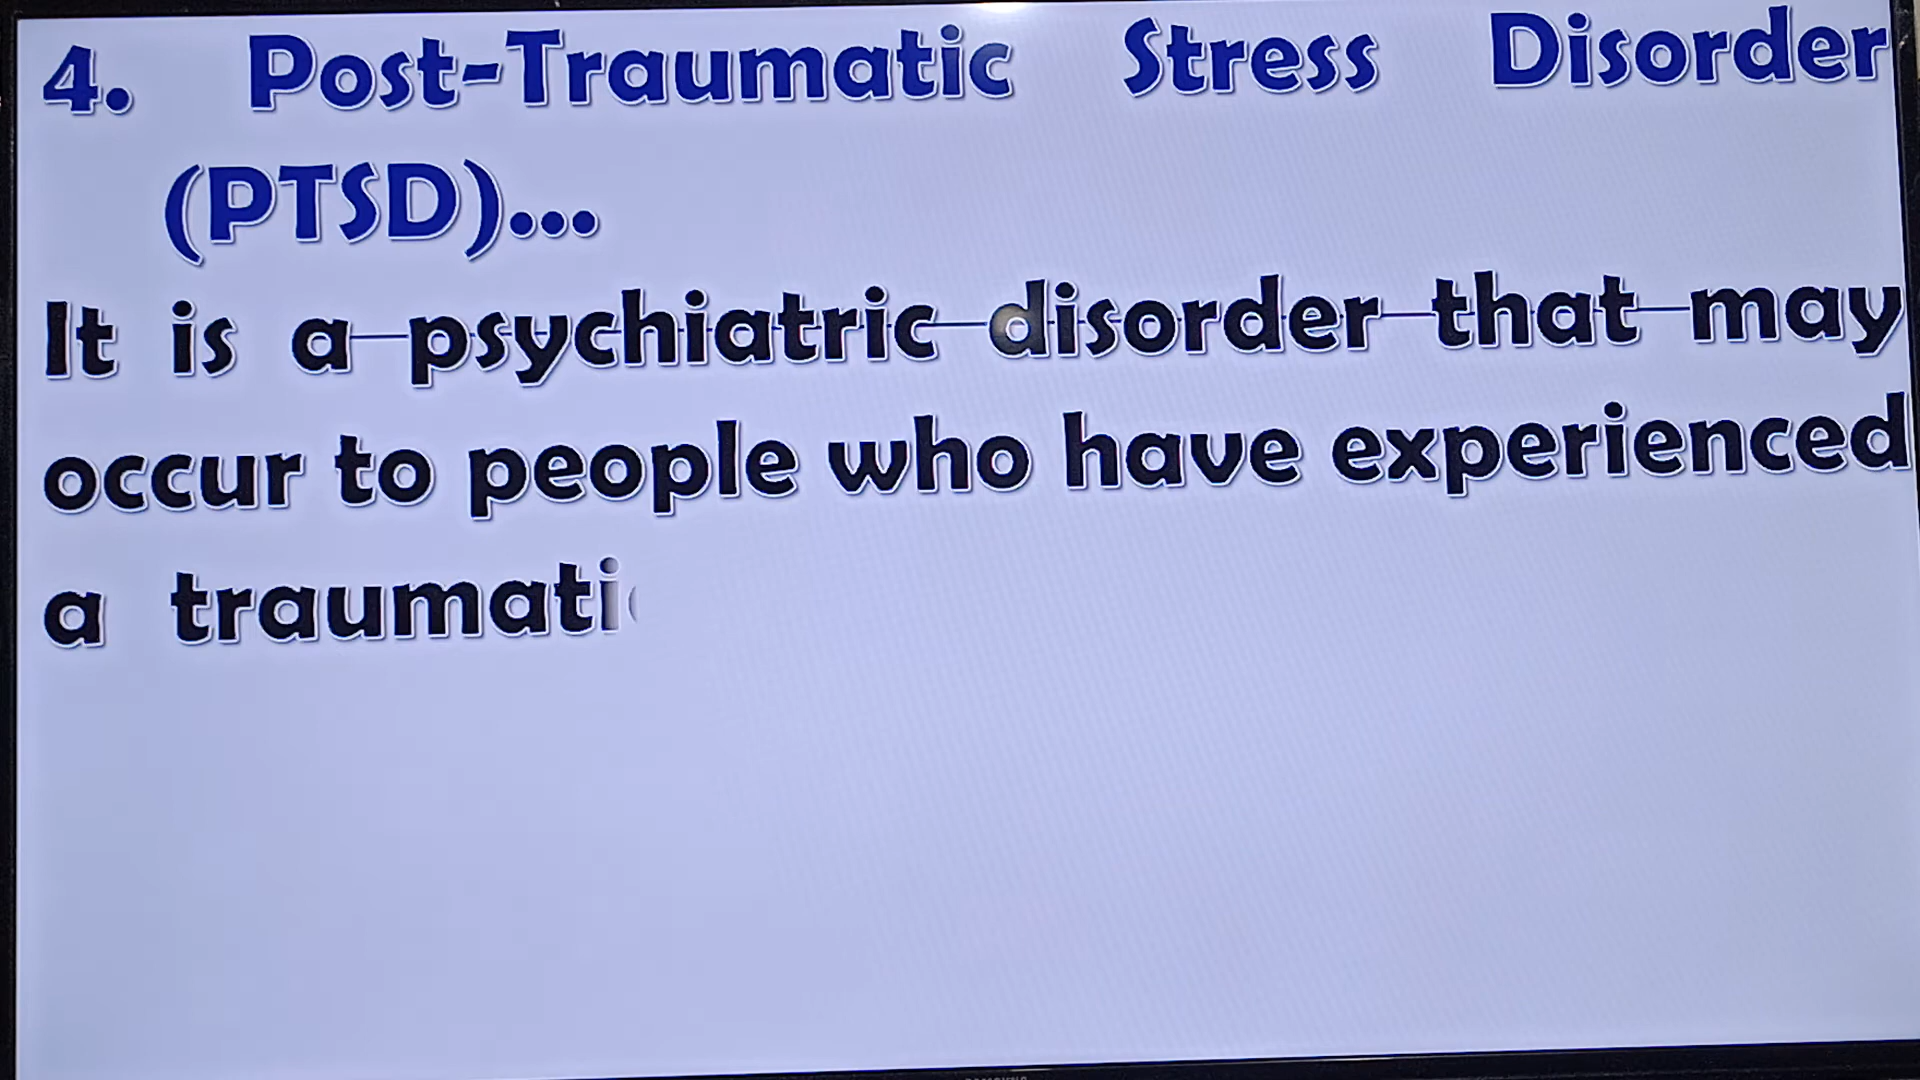 4. Post-Traumatic Stress Disorder
(PTSD)...
It is a psychiatric disorder that may
occur to people who have experienced
a traumati